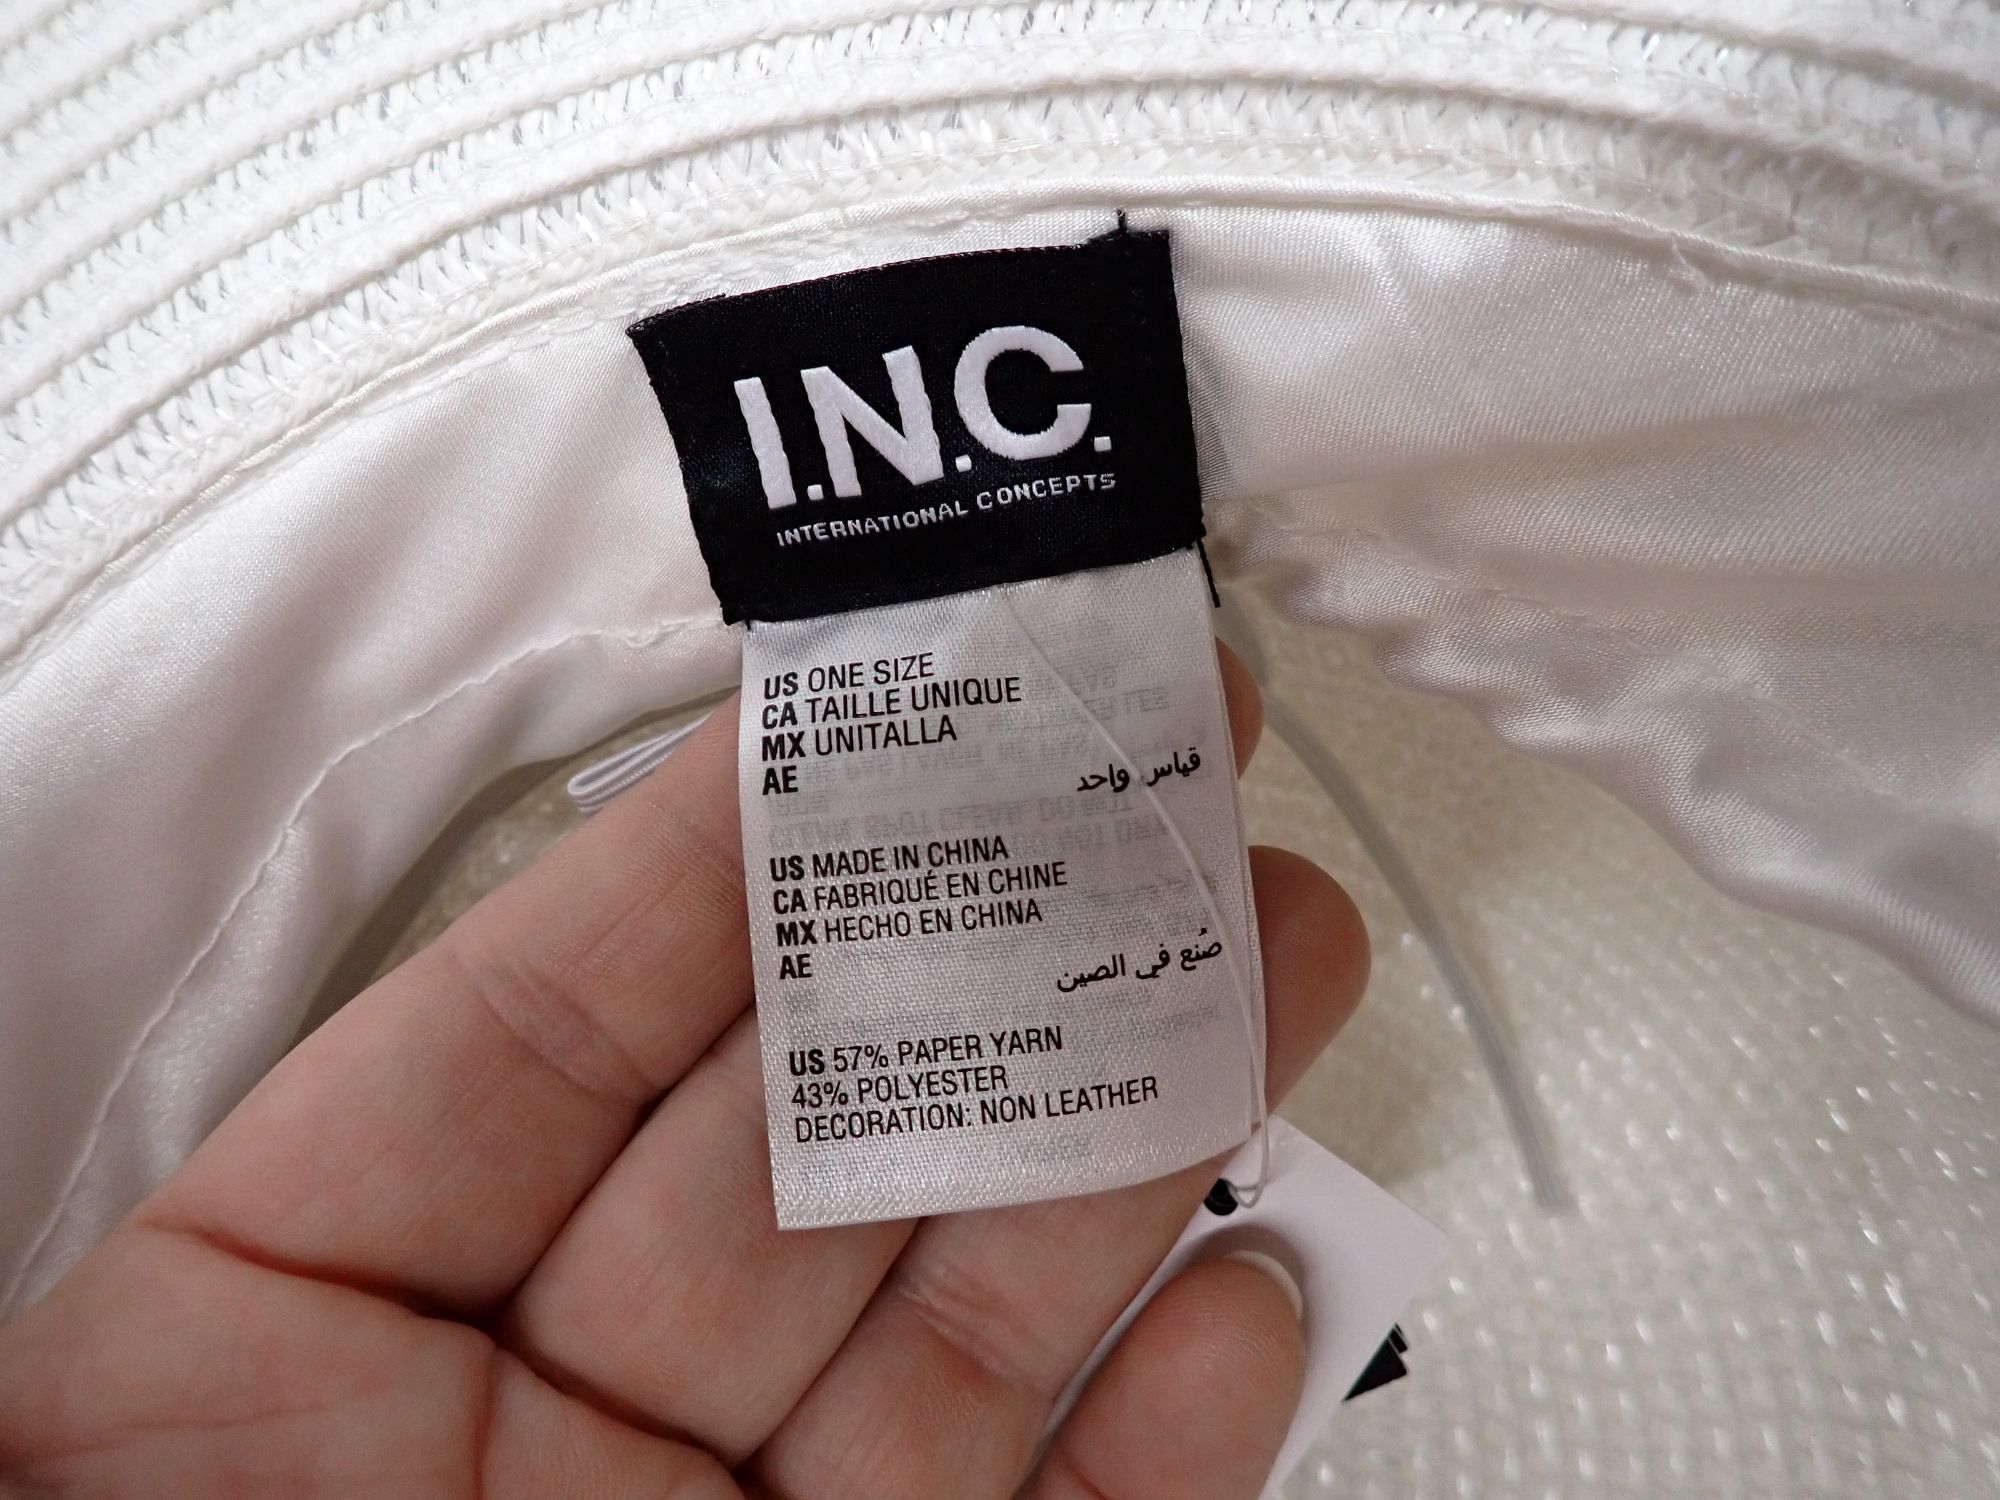 I.N.C.
INTERNATIONAL CONCEPTS
US ONE SIZE
CA TAILLE UNIQUE
MX UNITALLA
AE قياس واحد
US MADE IN CHINA
CA FABRIQUÉ EN CHINE
MX HECHO EN CHINA
AE صُنع في الصين
US 57% PAPER YARN
43% POLYESTER
DECORATION: NON LEATHER